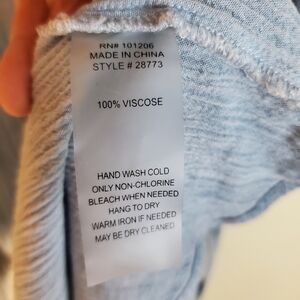 RN# 101206
MADE IN CHINA
STYLE # 28773
100% VISCOSE
HAND WASH COLD
ONLY NON-CHLORINE
BLEACH WHEN NEEDED
HANG TO DRY
WARM IRON IF NEEDED
MAY BE DRY CLEANED